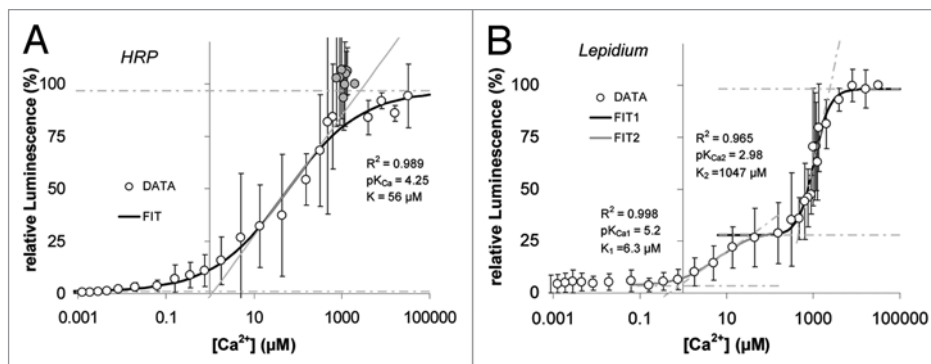 A
HRP
relative Luminescence (%)
100
75
50
25
0
DATA
FIT
R² = 0.989
pK_Ca = 4.25
K = 56 µM
0.001
0.1
10
1000
100000
[Ca²⁺] (µM)
B
Lepidium
relative Luminescence (%)
100
75
50
25
0
DATA
FIT1
FIT2
R² = 0.965
pK_Ca2 = 2.98
K₂ = 1047 µM
R² = 0.998
pK_Ca1 = 5.2
K₁ =6.3 µM
0.001
0.1
10
1000
100000
[Ca²⁺] (µM)